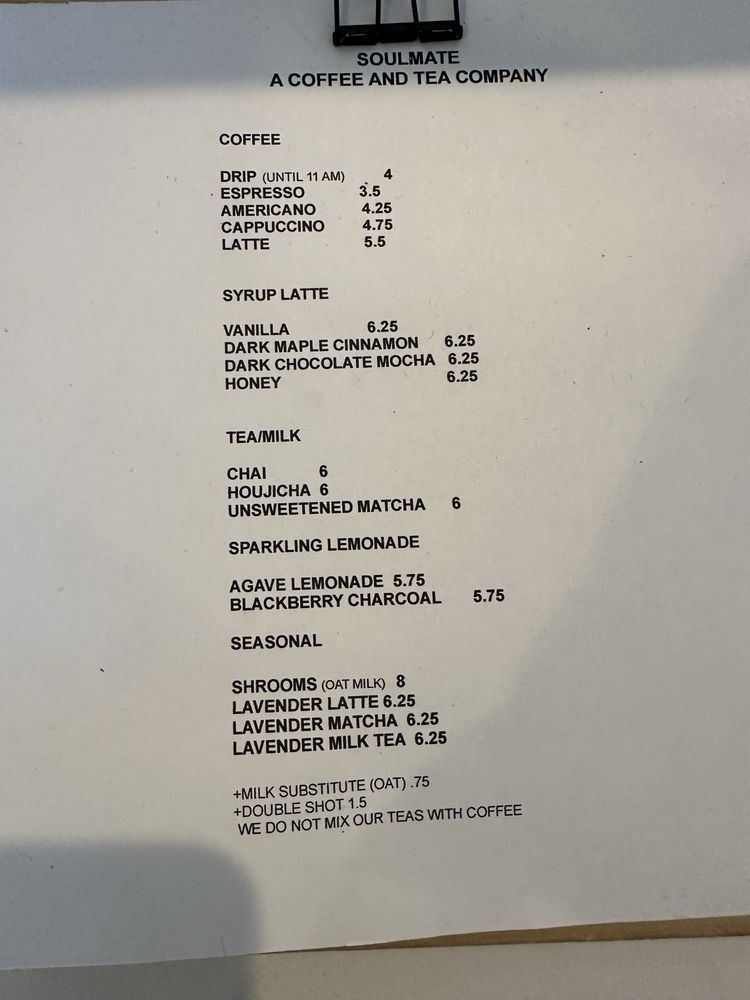 SOULMATE
A COFFEE AND TEA COMPANY
COFFEE
DRIP (UNTIL 11 AM) 4
ESPRESSO 3.5
AMERICANO 4.25
CAPPUCCINO 4.75
LATTE 5.5
SYRUP LATTE
VANILLA 6.25
DARK MAPLE CINNAMON 6.25
DARK CHOCOLATE MOCHA 6.25
HONEY 6.25
TEA/MILK
CHAI 6
HOUJICHA 6
UNSWEETENED MATCHA 6
SPARKLING LEMONADE
AGAVE LEMONADE 5.75
BLACKBERRY CHARCOAL 5.75
SEASONAL
SHROOMS (OAT MILK) 8
LAVENDER LATTE 6.25
LAVENDER MATCHA 6.25
LAVENDER MILK TEA 6.25
+MILK SUBSTITUTE (OAT) .75
+DOUBLE SHOT 1.5
WE DO NOT MIX OUR TEAS WITH COFFEE